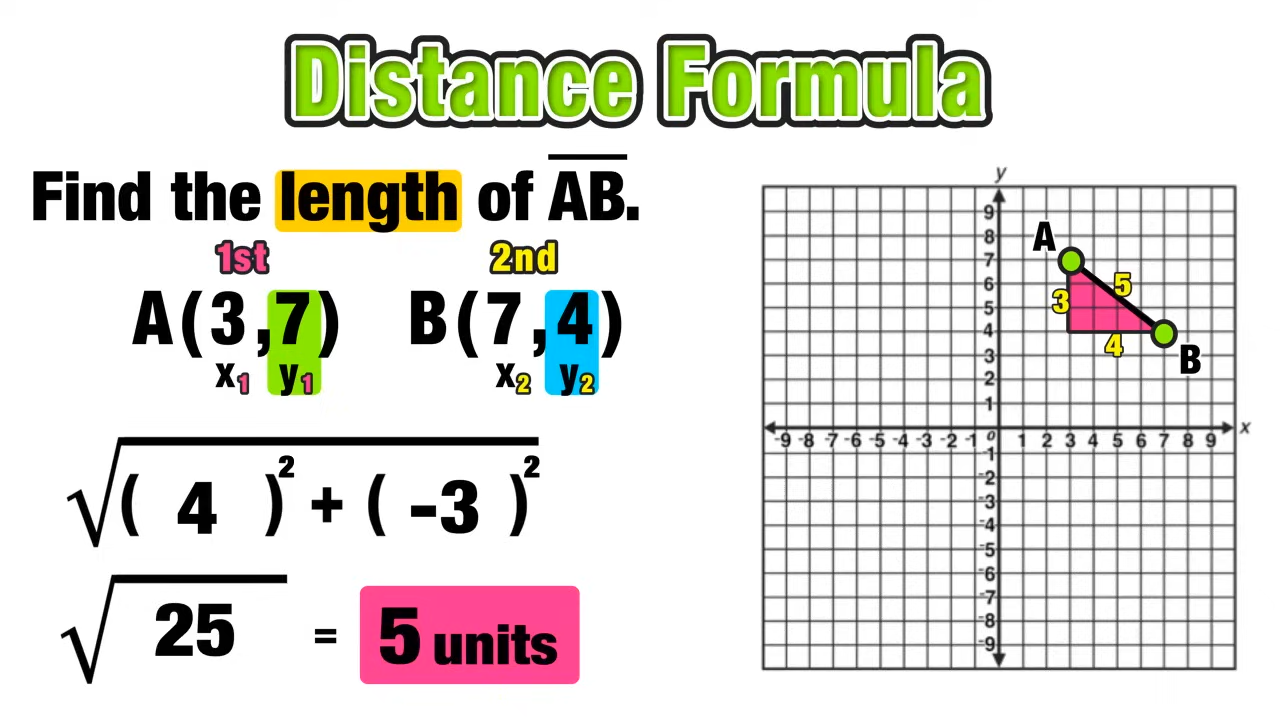 Distance Formula
Find the length of AB.
1st 2nd
A(3,7) B(7,4)
x1 y1 x2 y2
√( 4 )² + ( -3 )²
√25 = 5 units
y
9
8
A
7
6
5
3 5
4
4
3
B
2
1
-9 -8 -7 -6 -5 -4 -3 -2 -1 0 1 2 3 4 5 6 7 8 9 x
-1
-2
-3
-4
-5
-6
-7
-8
-9